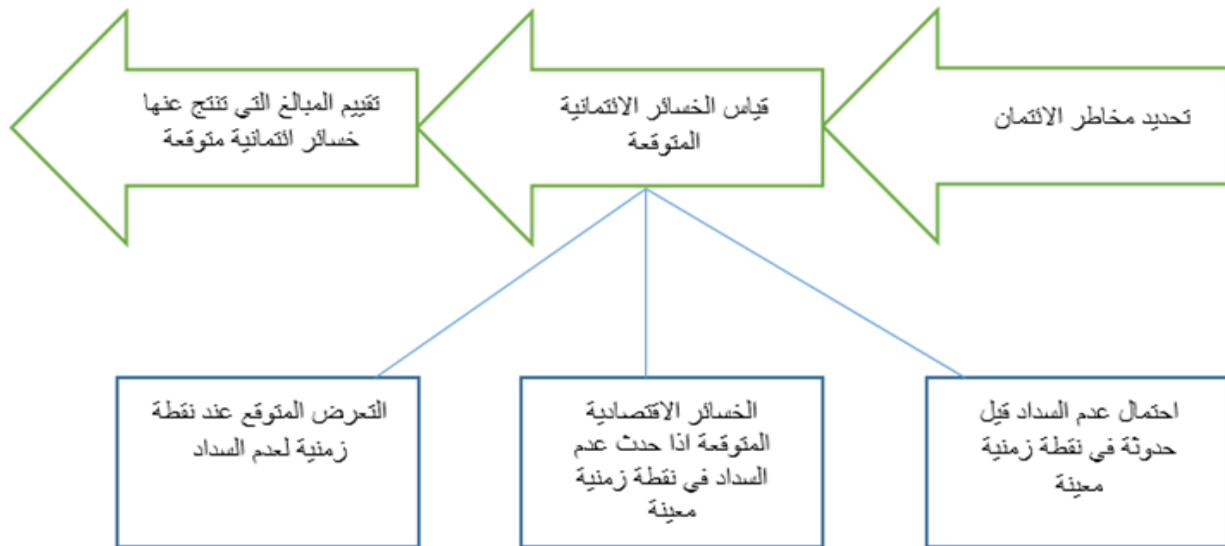 تحديد مخاطر الائتمان
قياس الخسائر الائتمانية
المتوقعة
تقييم المبالغ التي تنتج عنها
خسائر ائتمانية متوقعة
احتمال عدم السداد قيل
حدوثة في نقطة زمنية
معينة
الخسائر الاقتصادية
المتوقعة اذا حدث عدم
السداد في نقطة زمنية
معينة
التعرض المتوقع عند نقطة
زمنية لعدم السداد